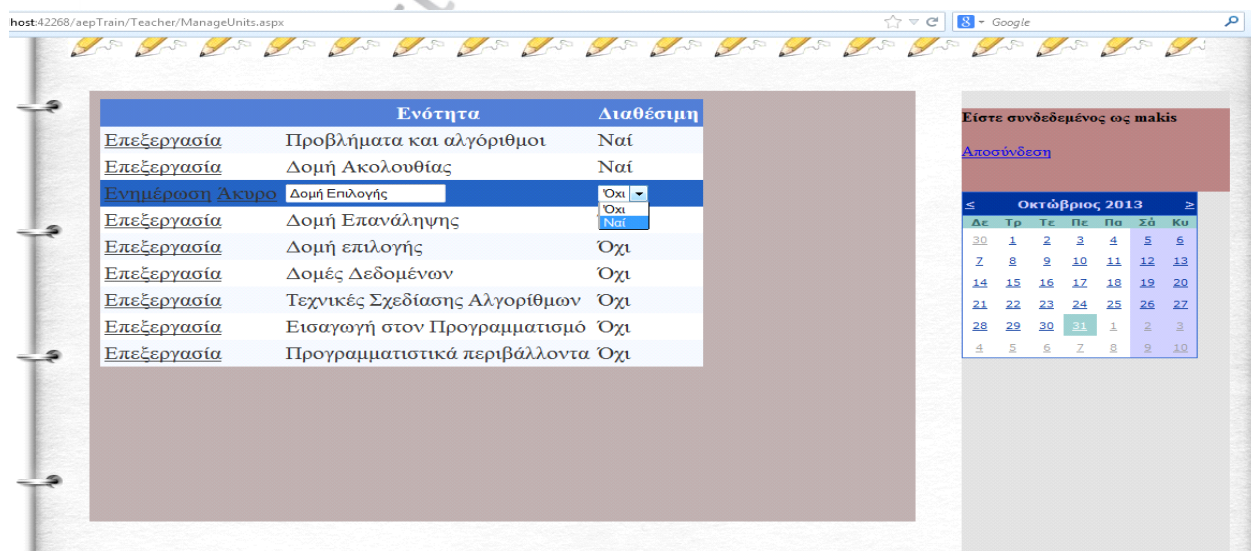 host:42268/aepTrain/Teacher/ManageUnits.aspx
Google
Ενότητα Διαθέσιμη
Επεξεργασία Προβλήματα και αλγόριθμοι Ναί
Επεξεργασία Δομή Ακολουθίας Ναί
Ενημέρωση Άκυρο Δομή Επιλογής Όχι
Όχι
Ναί
Επεξεργασία Δομή Επανάληψης
Επεξεργασία Δομή επιλογής Όχι
Επεξεργασία Δομές Δεδομένων Όχι
Επεξεργασία Τεχνικές Σχεδίασης Αλγορίθμων Όχι
Επεξεργασία Εισαγωγή στον Προγραμματισμό Όχι
Επεξεργασία Προγραμματιστικά περιβάλλοντα Όχι
Είστε συνδεδεμένος ως makis
Αποσύνδεση
≤ Οκτώβριος 2013 ≥
Δε Τρ Τε Πε Πα Σά Κυ
30 1 2 3 4 5 6
7 8 9 10 11 12 13
14 15 16 17 18 19 20
21 22 23 24 25 26 27
28 29 30 31 1 2 3
4 5 6 7 8 9 10